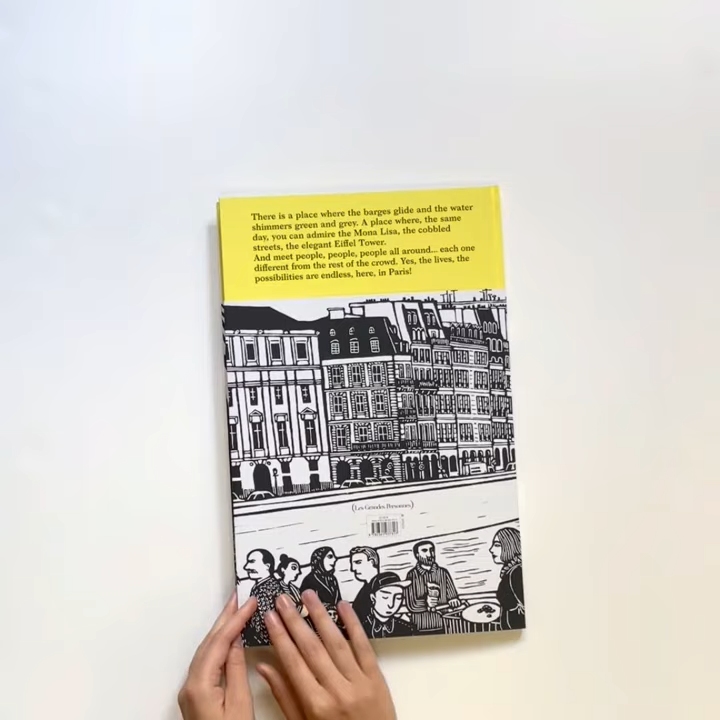 There is a place where the barges glide and the water
shimmers green and grey. A place where, the same
day, you can admire the Mona Lisa, the cobbled
streets, the elegant Eiffel Tower.
And meet people, people, people all around... each one
different from the rest of the crowd. Yes, the lives, the
possibilities are endless, here, in Paris!
(Les Grandes Personnes)